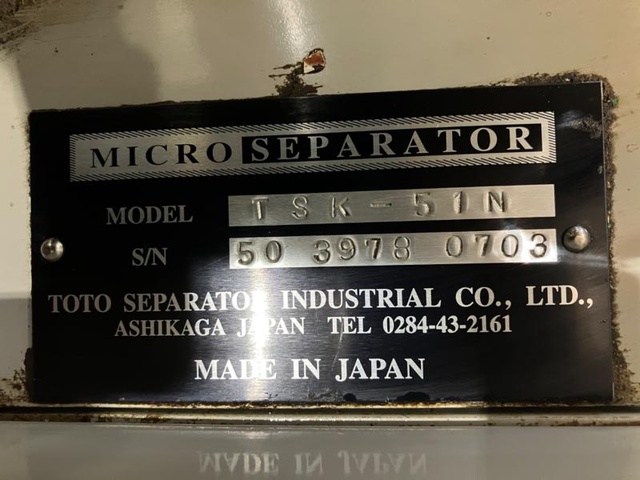 MICRO SEPARATOR
MODEL TSK-51N
S/N 50 3978 0703
TOTO SEPARATOR INDUSTRIAL CO., LTD.,
ASHIKAGA JAPAN TEL 0284-43-2161
MADE IN JAPAN